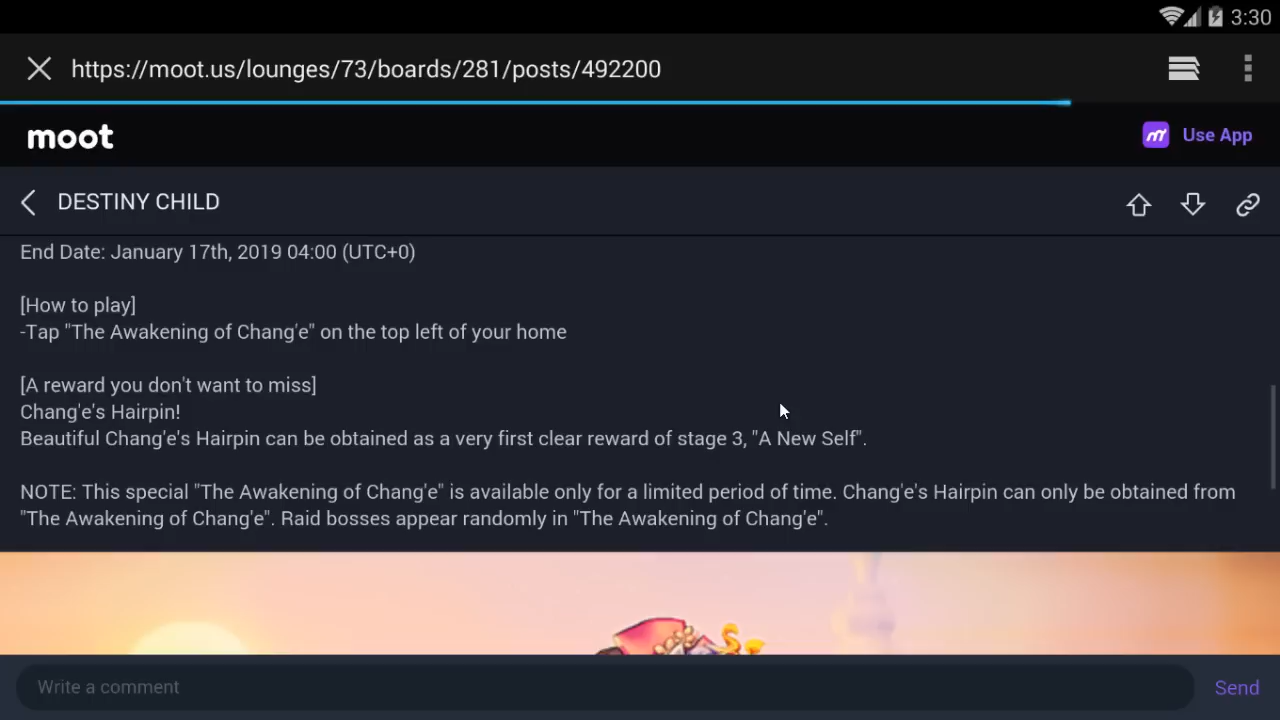 3:30
https://moot.us/lounges/73/boards/281/posts/492200
moot
Use App
DESTINY CHILD
End Date: January 17th, 2019 04:00 (UTC+0)
[How to play]
-Tap "The Awakening of Chang'e" on the top left of your home
[A reward you don't want to miss]
Chang'e's Hairpin!
Beautiful Chang'e's Hairpin can be obtained as a very first clear reward of stage 3, "A New Self".
NOTE: This special "The Awakening of Chang'e" is available only for a limited period of time. Chang'e's Hairpin can only be obtained from
"The Awakening of Chang'e". Raid bosses appear randomly in "The Awakening of Chang'e".
Write a comment
Send